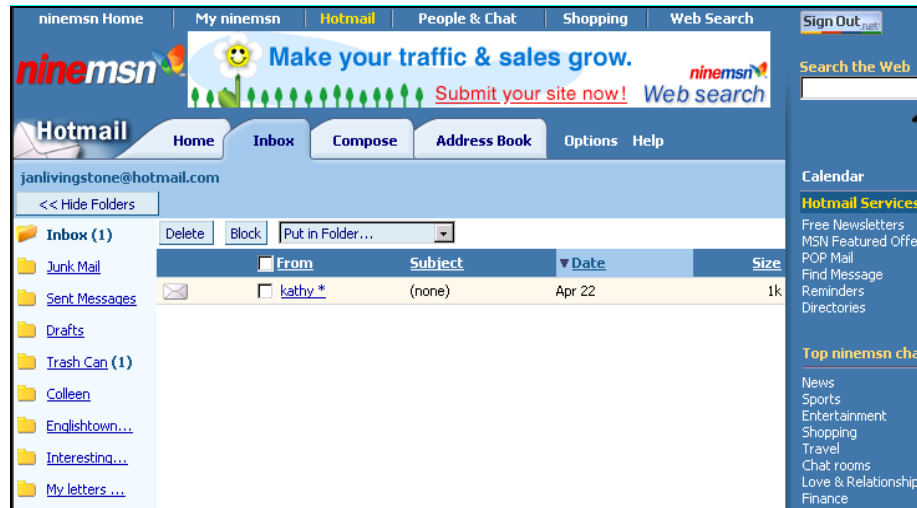 ninemsn Home My ninemsn Hotmail People & Chat Shopping Web Search
Sign Out.net
ninemsn
Make your traffic & sales grow.
Submit your site now!
ninemsn
Web search
Search the Web
Hotmail
Home Inbox Compose Address Book Options Help
janlivingstone@hotmail.com
<< Hide Folders
Inbox (1)
Junk Mail
Sent Messages
Drafts
Trash Can (1)
Colleen
Englishtown...
Interesting...
My letters ...
Delete Block Put in Folder...
From Subject Date Size
kathy * (none) Apr 22 1k
Calendar
Hotmail Services
Free Newsletters
MSN Featured Offe
POP Mail
Find Message
Reminders
Directories
Top ninemsn cha
News
Sports
Entertainment
Shopping
Travel
Chat rooms
Love & Relationship
Finance